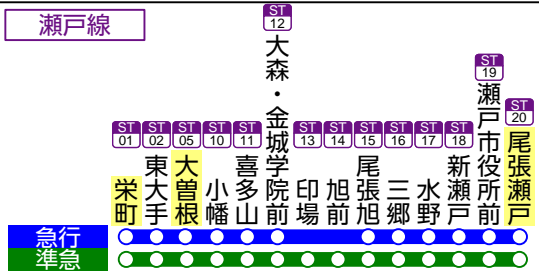 瀬戸線
ST 01
栄町
ST 02
東大手
ST 05
大曽根
ST 10
小幡
ST 11
喜多山
ST 12
大森・金城学院前
ST 13
印場
ST 14
旭前
ST 15
尾張旭
ST 16
三郷
ST 17
水野
ST 18
新瀬戸
ST 19
瀬戸市役所前
ST 20
尾張瀬戸
急行
準急